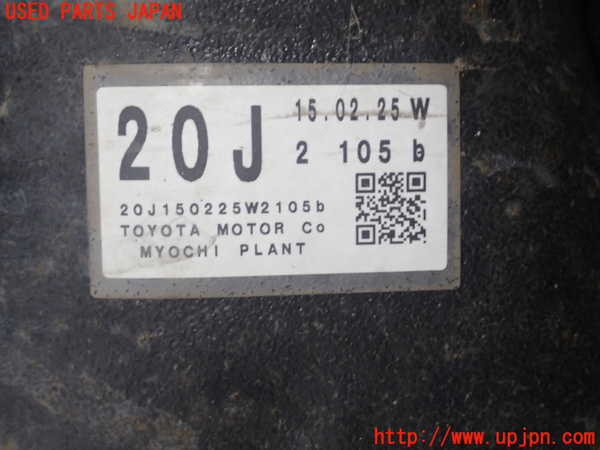 USED PARTS JAPAN
20J
15.02.25 W
2 105 b
20J150225W2105b
TOYOTA MOTOR Co
MYOCHI PLANT
http://www.upjpn.com/